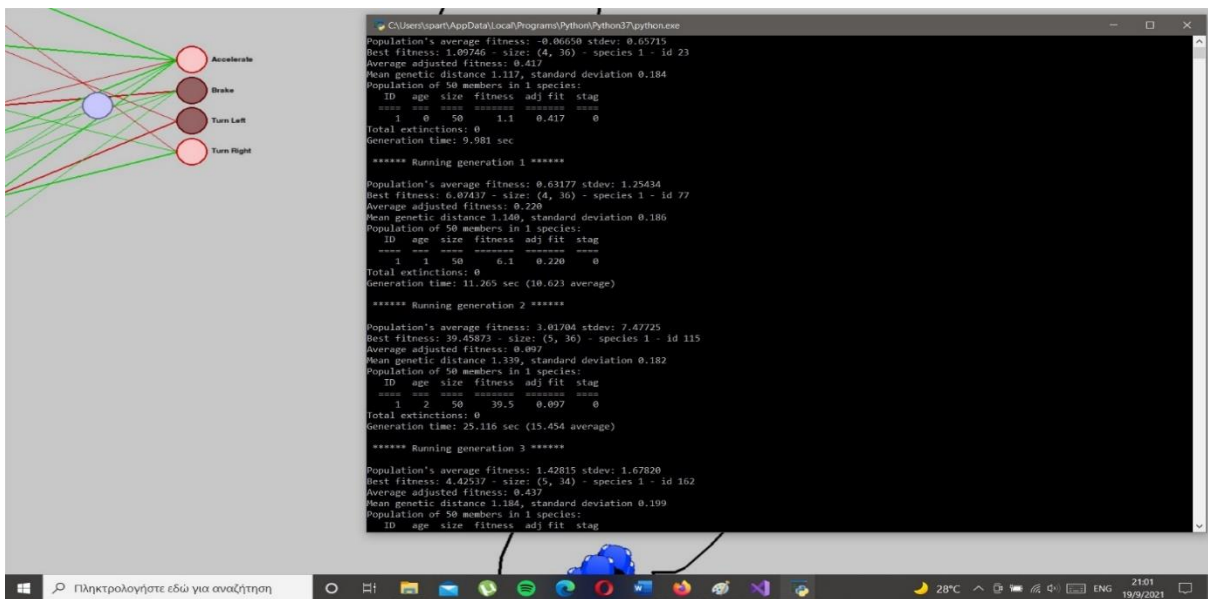 Accelerate
Brake
Turn Left
Turn Right
C:\Users\spart\AppData\Local\Programs\Python\Python37\python.exe
Population's average fitness: -0.06650 stdev: 0.65715
Best fitness: 1.09746 - size: (4, 36) - species 1 - id 23
Average adjusted fitness: 0.417
Mean genetic distance 1.117, standard deviation 0.184
Population of 50 members in 1 species:
ID age size fitness adj fit stag
==== === ==== ======= ======= ====
1 0 50 1.1 0.417 0
Total extinctions: 0
Generation time: 9.981 sec
****** Running generation 1 ******
Population's average fitness: 0.63177 stdev: 1.25434
Best fitness: 6.07437 - size: (4, 36) - species 1 - id 77
Average adjusted fitness: 0.220
Mean genetic distance 1.140, standard deviation 0.186
Population of 50 members in 1 species:
ID age size fitness adj fit stag
==== === ==== ======= ======= ====
1 1 50 6.1 0.220 0
Total extinctions: 0
Generation time: 11.265 sec (10.623 average)
****** Running generation 2 ******
Population's average fitness: 3.01704 stdev: 7.47725
Best fitness: 39.45873 - size: (5, 36) - species 1 - id 115
Average adjusted fitness: 0.097
Mean genetic distance 1.339, standard deviation 0.182
Population of 50 members in 1 species:
ID age size fitness adj fit stag
==== === ==== ======= ======= ====
1 2 50 39.5 0.097 0
Total extinctions: 0
Generation time: 25.116 sec (15.454 average)
****** Running generation 3 ******
Population's average fitness: 1.42815 stdev: 1.67820
Best fitness: 4.42537 - size: (5, 34) - species 1 - id 162
Average adjusted fitness: 0.437
Mean genetic distance 1.184, standard deviation 0.199
Population of 50 members in 1 species:
ID age size fitness adj fit stag
Πληκτρολογήστε εδώ για αναζήτηση
28°C
ENG
21:01
19/9/2021